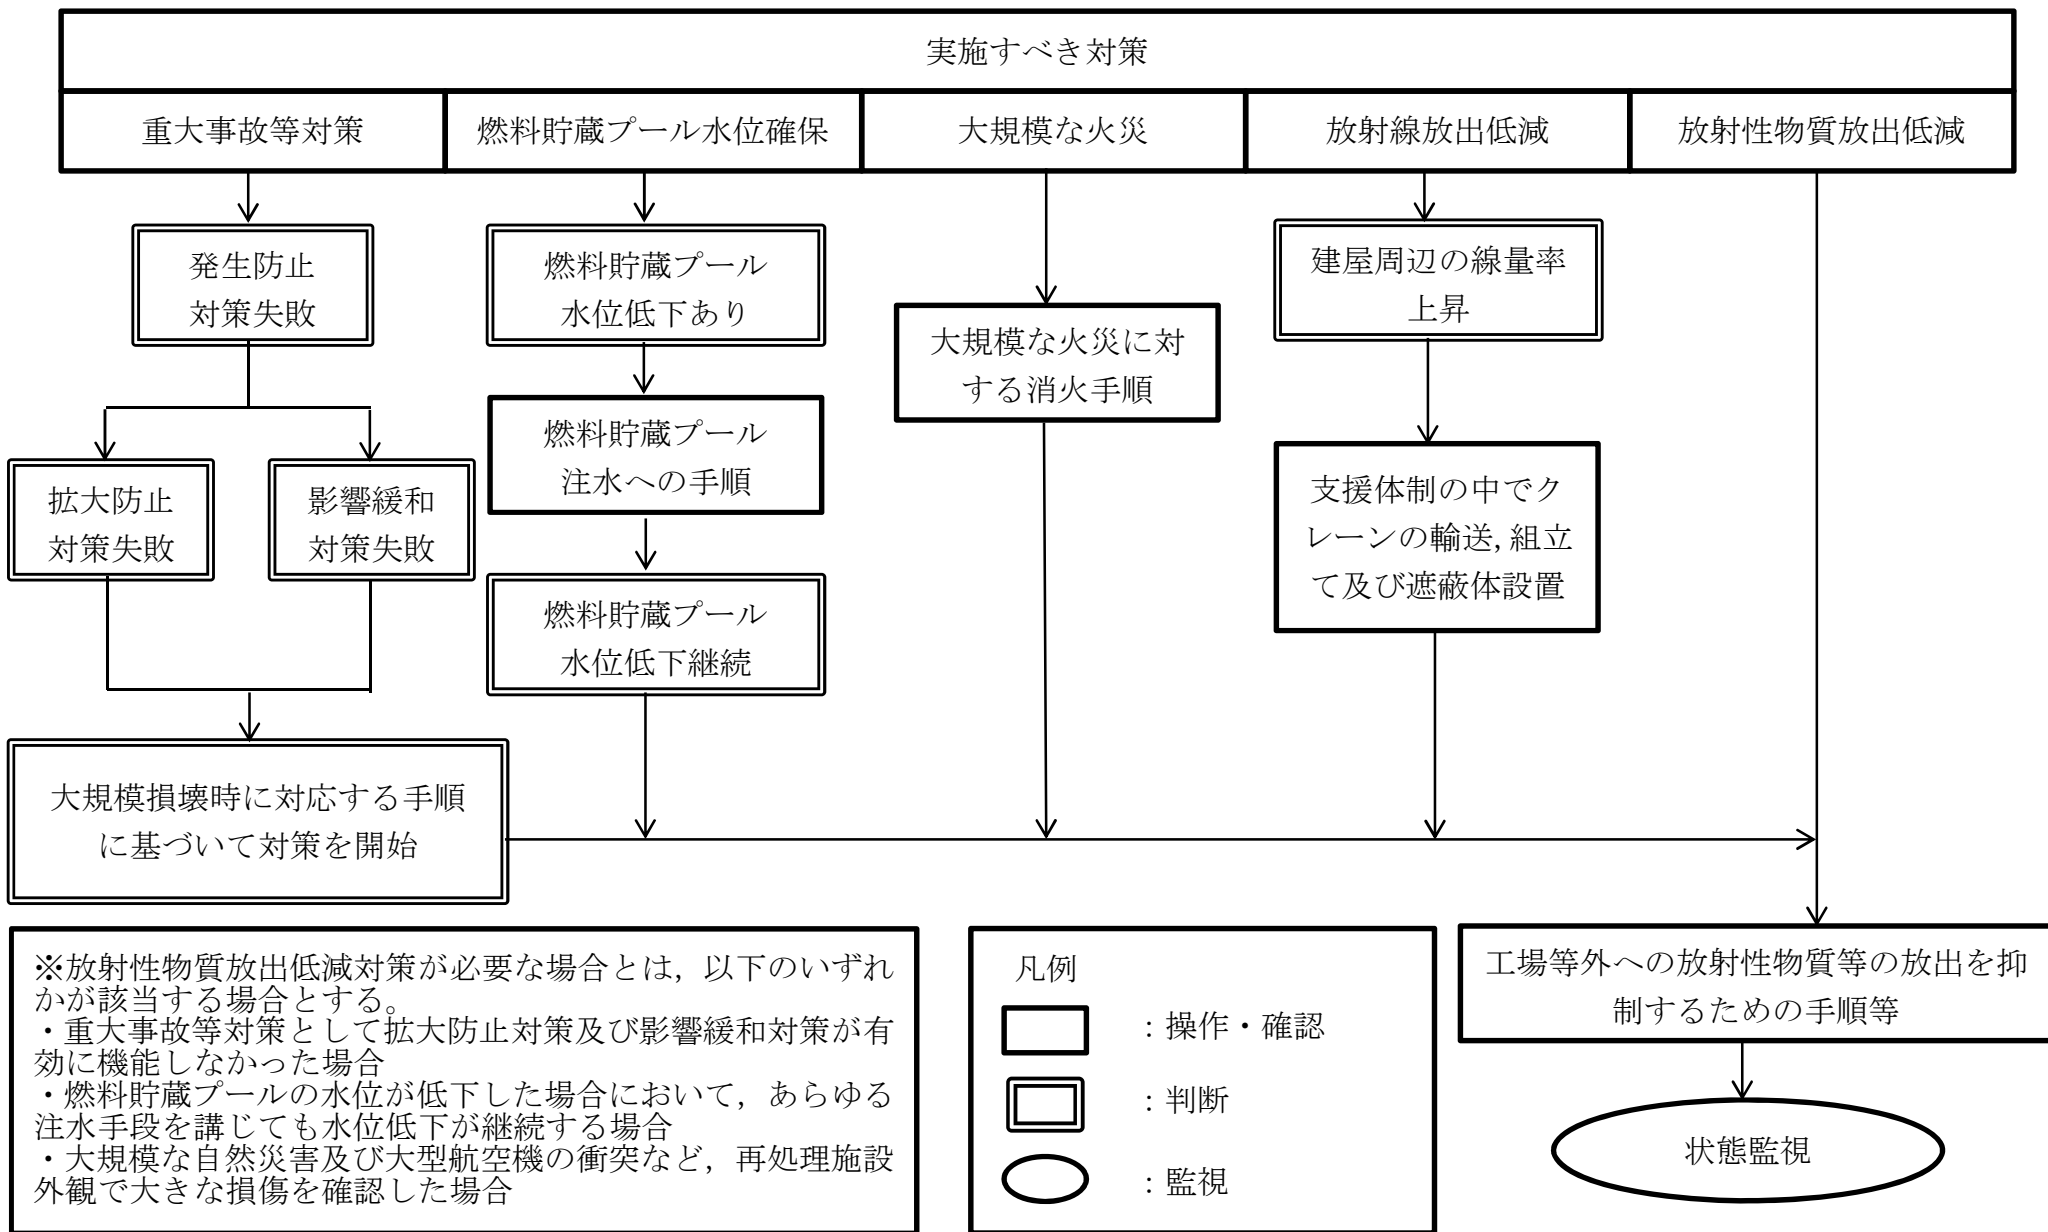 実施すべき対策
重大事故等対策
燃料貯蔵プール水位確保
大規模な火災
放射線放出低減
放射性物質放出低減
発生防止
対策失敗
拡大防止
対策失敗
影響緩和
対策失敗
大規模損壊時に対応する手順
に基づいて対策を開始
燃料貯蔵プール
水位低下あり
燃料貯蔵プール
注水への手順
燃料貯蔵プール
水位低下継続
大規模な火災に対
する消火手順
建屋周辺の線量率
上昇
支援体制の中でク
レーンの輸送, 組立
て及び遮蔽体設置
工場等外への放射性物質等の放出を抑
制するための手順等
状態監視
※放射性物質放出低減対策が必要な場合とは，以下のいずれ
かが該当する場合とする。
・重大事故等対策として拡大防止対策及び影響緩和対策が有
効に機能しなかった場合
・燃料貯蔵プールの水位が低下した場合において，あらゆる
注水手段を講じても水位低下が継続する場合
・大規模な自然災害及び大型航空機の衝突など，再処理施設
外観で大きな損傷を確認した場合
凡例
：操作・確認
：判断
：監視